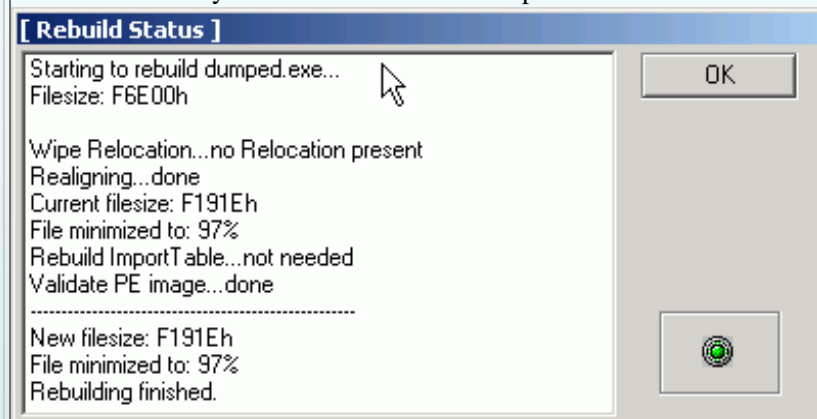 [ Rebuild Status ]
Starting to rebuild dumped.exe...
Filesize: F6E00h
Wipe Relocation...no Relocation present
Realigning...done
Current filesize: F191Eh
File minimized to: 97%
Rebuild ImportTable...not needed
Validate PE image...done
----------------------------------------------------
New filesize: F191Eh
File minimized to: 97%
Rebuilding finished.
OK